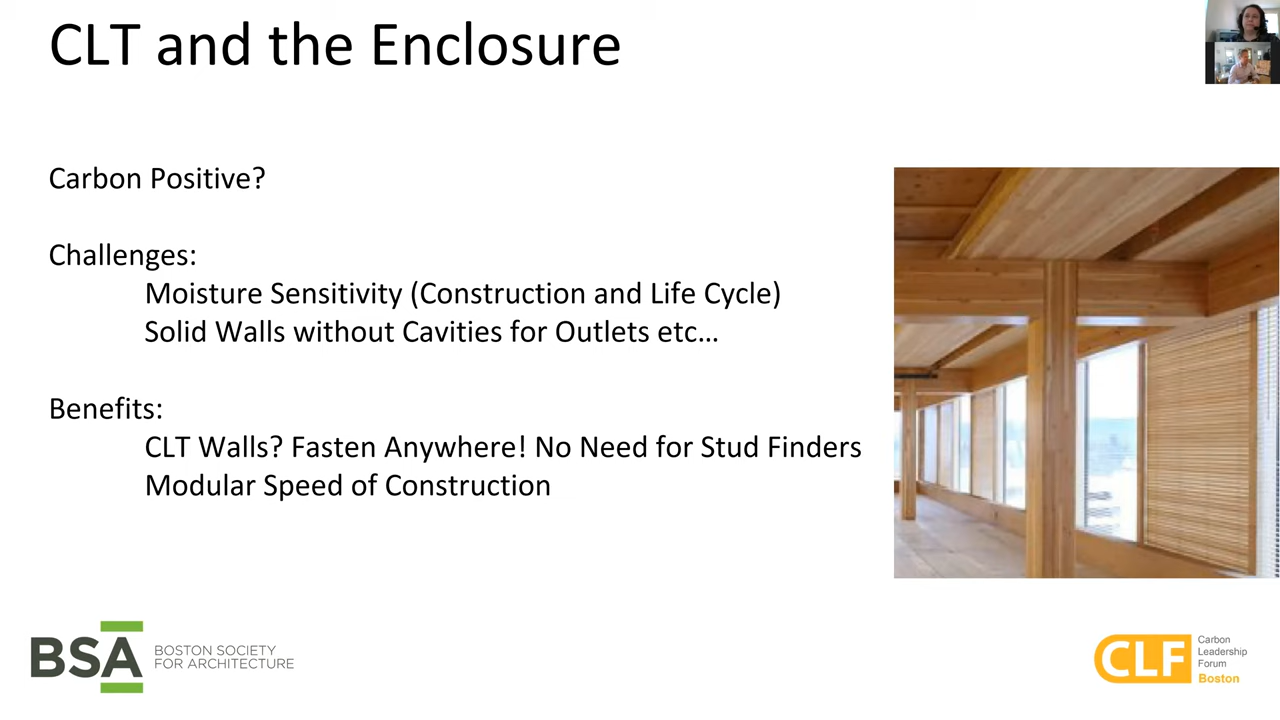 CLT and the Enclosure
Carbon Positive?
Challenges:
Moisture Sensitivity (Construction and Life Cycle)
Solid Walls without Cavities for Outlets etc…
Benefits:
CLT Walls? Fasten Anywhere! No Need for Stud Finders
Modular Speed of Construction
BSA
BOSTON SOCIETY
FOR ARCHITECTURE
CLF
Carbon
Leadership
Forum
Boston